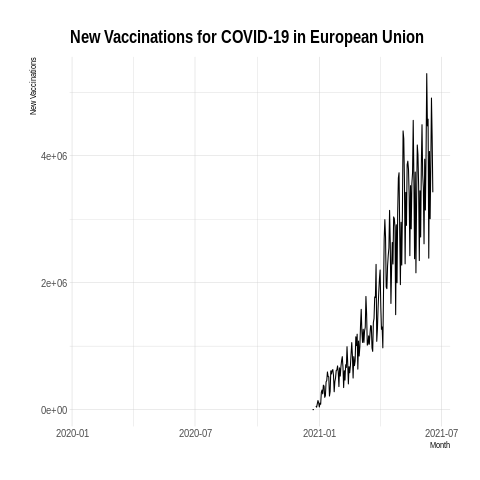 New Vaccinations for COVID-19 in European Union
New Vaccinations
4e+06
2e+06
0e+00
2020-01 2020-07 2021-01 2021-07
Month